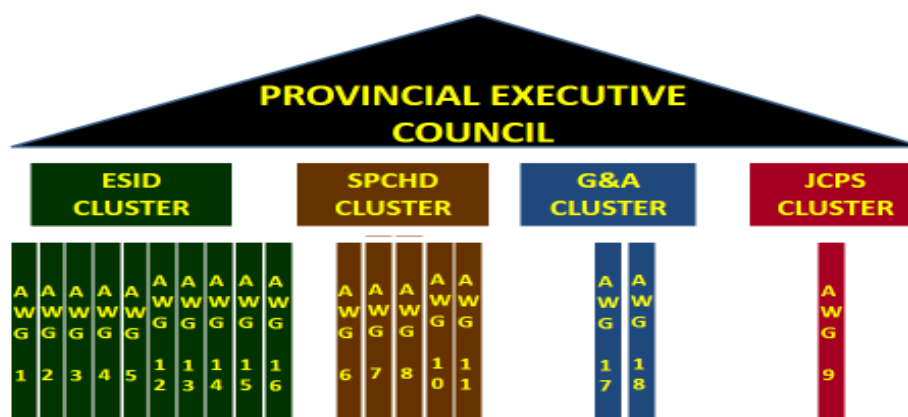 PROVINCIAL EXECUTIVE
COUNCIL
ESID
CLUSTER
SPCHD
CLUSTER
G&A
CLUSTER
JCPS
CLUSTER
AWG 1
AWG 2
AWG 3
AWG 4
AWG 5
AWG 12
AWG 13
AWG 14
AWG 15
AWG 16
AWG 6
AWG 7
AWG 8
AWG 10
AWG 11
AWG 17
AWG 18
AWG 9